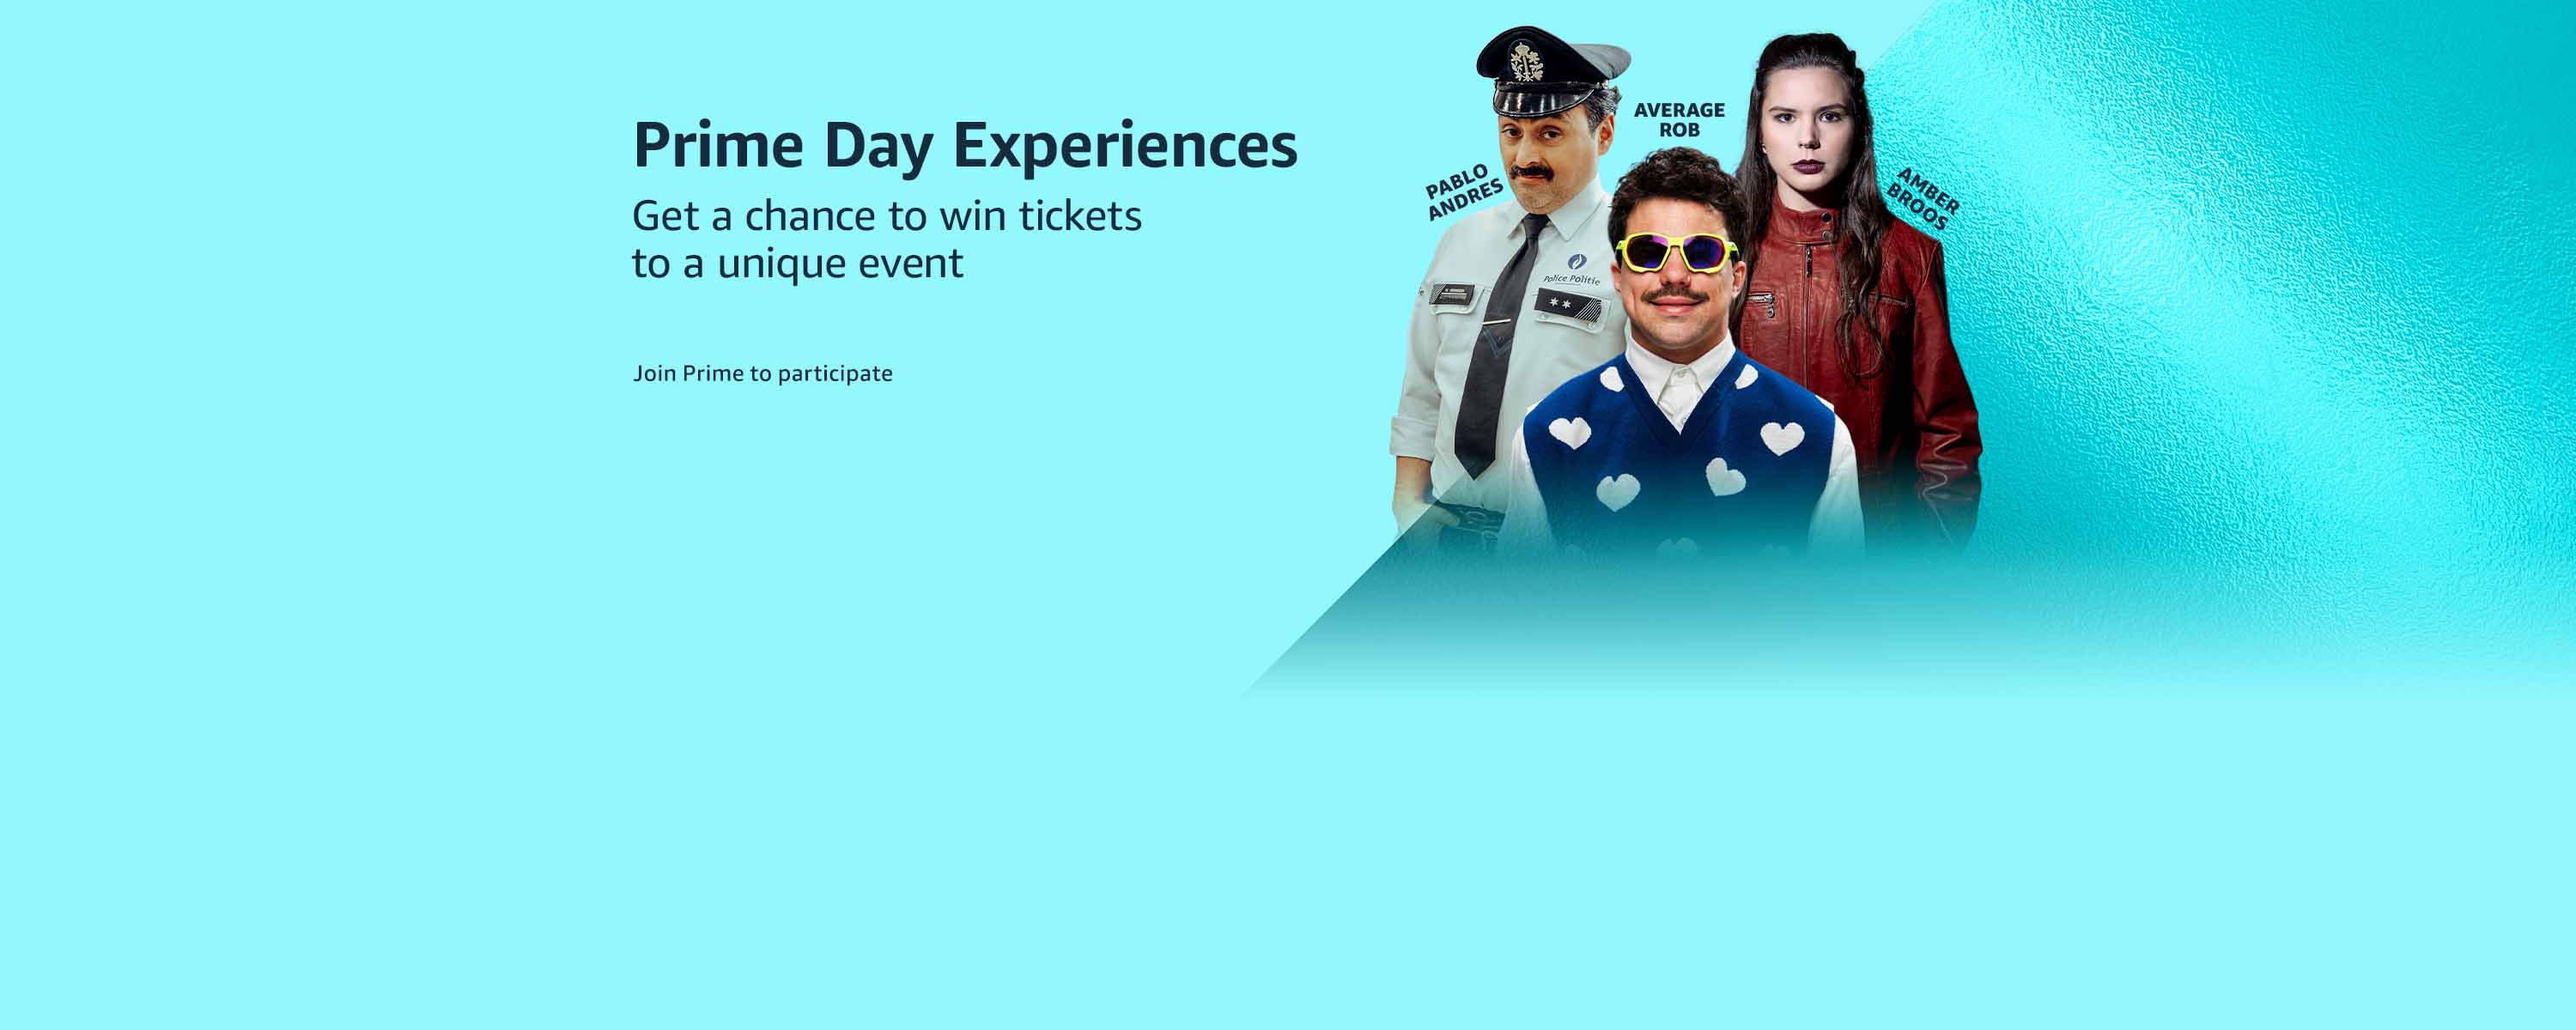 Prime Day Experiences
Get a chance to win tickets
to a unique event
Join Prime to participate
PABLO
ANDRES
AVERAGE
ROB
AMBER
BROOS
Police Politie